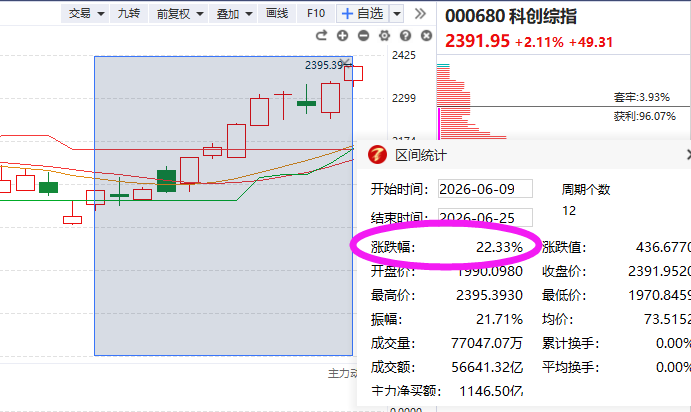 交易 九转 前复权 叠加 画线 F10 自选
000680 科创综指
2391.95 +2.11% +49.31
2425
2395.39
2299
套牢:3.93%
获利:96.07%
区间统计
开始时间: 2026-06-09 周期个数
结束时间: 2026-06-25 12
涨跌幅: 22.33% 涨跌值: 436.6770
开盘价: 1990.0980 收盘价: 2391.9520
最高价: 2395.3930 最低价: 1970.8459
振幅: 21.71% 均价: 73.5152
成交量: 77047.07万 累计换手: 0.00%
成交额: 56641.32亿 平均换手: 0.00%
主力净买额: 1146.50亿
主力动